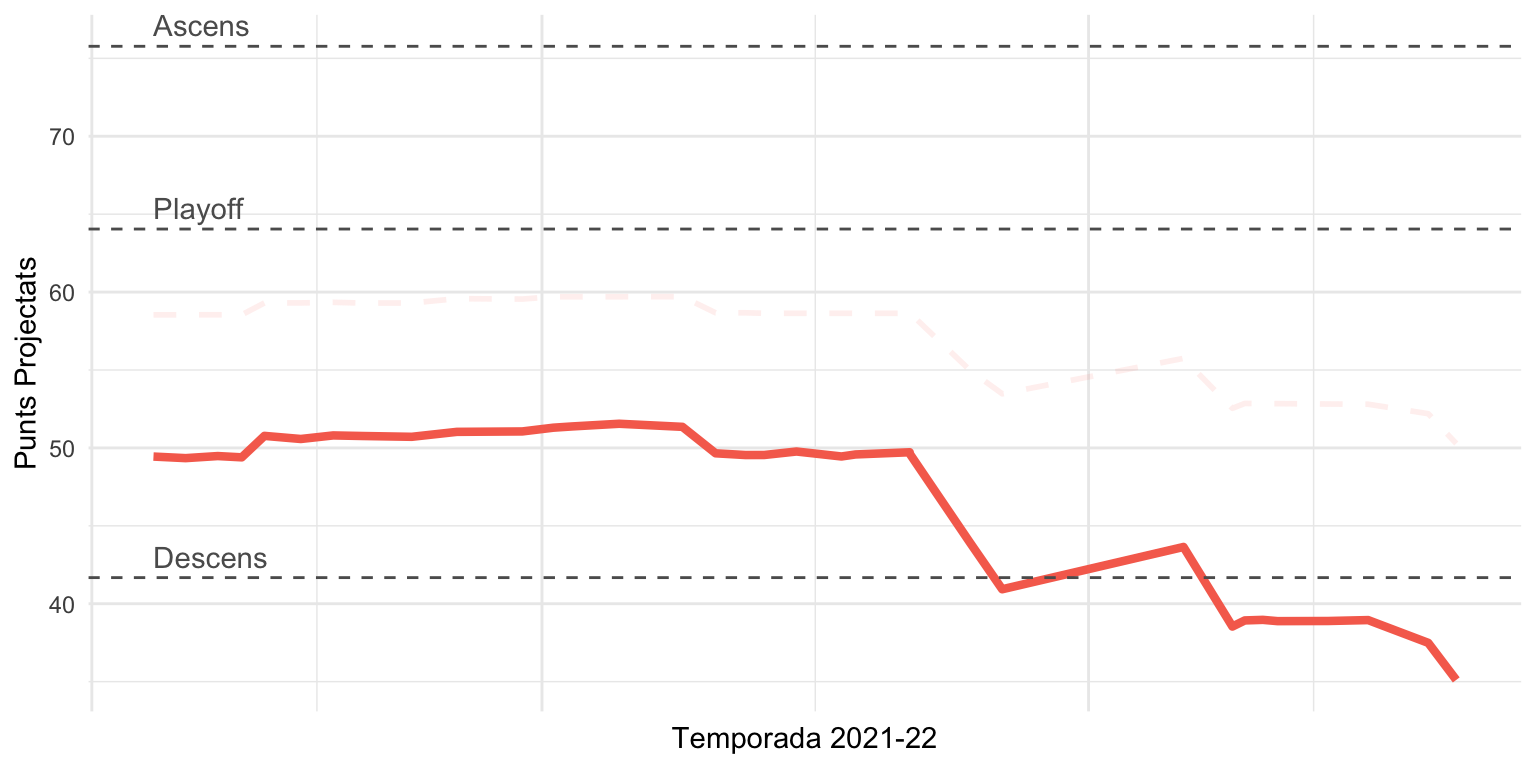 Ascens
70
Playoff
60
Punts Projectats
50
Descens
40
Temporada 2021-22